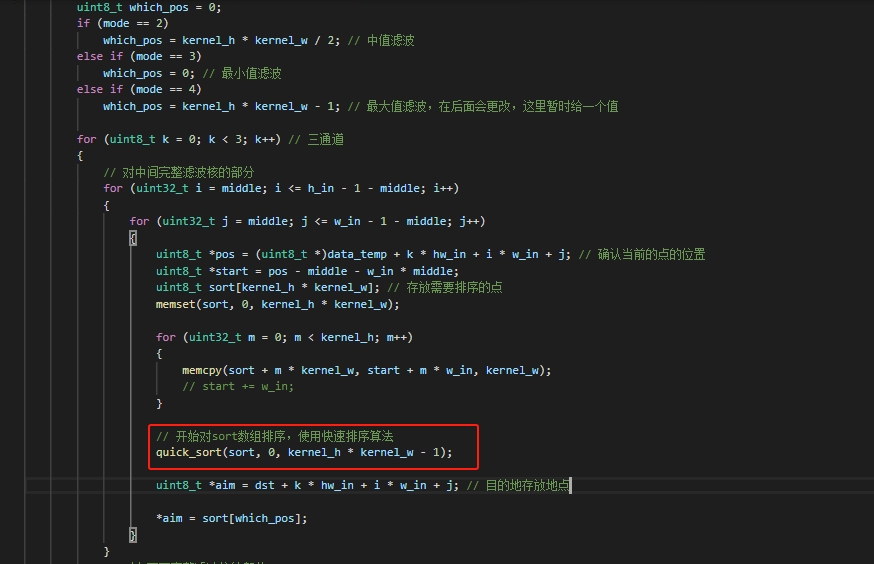 uint8_t which_pos = 0;
if (mode == 2)
which_pos = kernel_h * kernel_w / 2; // 中值滤波
else if (mode == 3)
which_pos = 0; // 最小值滤波
else if (mode == 4)
which_pos = kernel_h * kernel_w - 1; // 最大值滤波，在后面会更改，这里暂时给一个值
for (uint8_t k = 0; k < 3; k++) // 三通道
{
// 对中间完整滤波核的部分
for (uint32_t i = middle; i <= h_in - 1 - middle; i++)
{
for (uint32_t j = middle; j <= w_in - 1 - middle; j++)
{
uint8_t *pos = (uint8_t *)data_temp + k * hw_in + i * w_in + j; // 确认当前的点的位置
uint8_t *start = pos - middle - w_in * middle;
uint8_t sort[kernel_h * kernel_w]; // 存放需要排序的点
memset(sort, 0, kernel_h * kernel_w);
for (uint32_t m = 0; m < kernel_h; m++)
{
memcpy(sort + m * kernel_w, start + m * w_in, kernel_w);
// start += w_in;
}
// 开始对sort数组排序，使用快速排序算法
quick_sort(sort, 0, kernel_h * kernel_w - 1);
uint8_t *aim = dst + k * hw_in + i * w_in + j; // 目的地存放地点
*aim = sort[which_pos];
}
}